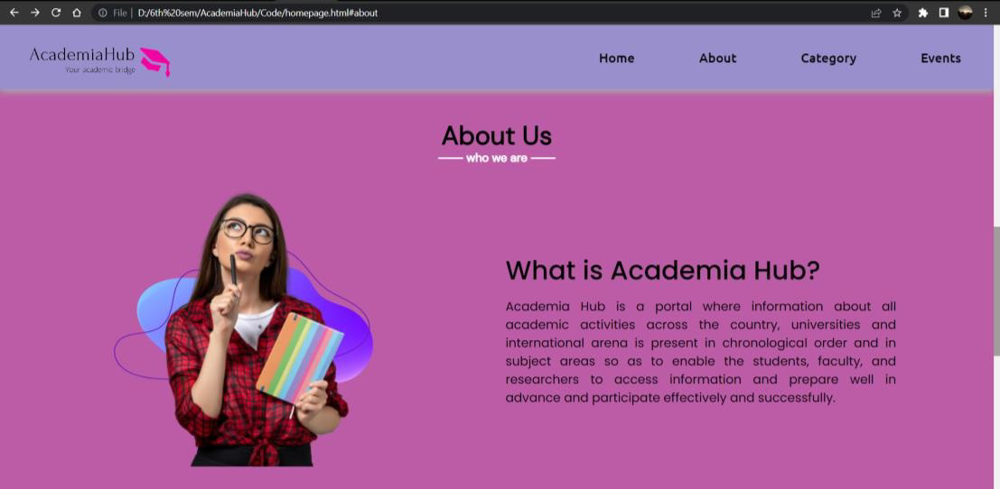 File | D:/6th%20sem/AcademiaHub/Code/homepage.html#about
AcademiaHub
Your academic bridge
Home About Category Events
About Us
who we are
What is Academia Hub?
Academia Hub is a portal where information about all
academic activities across the country, universities and
international arena is present in chronological order and in
subject areas so as to enable the students, faculty, and
researchers to access information and prepare well in
advance and participate effectively and successfully.